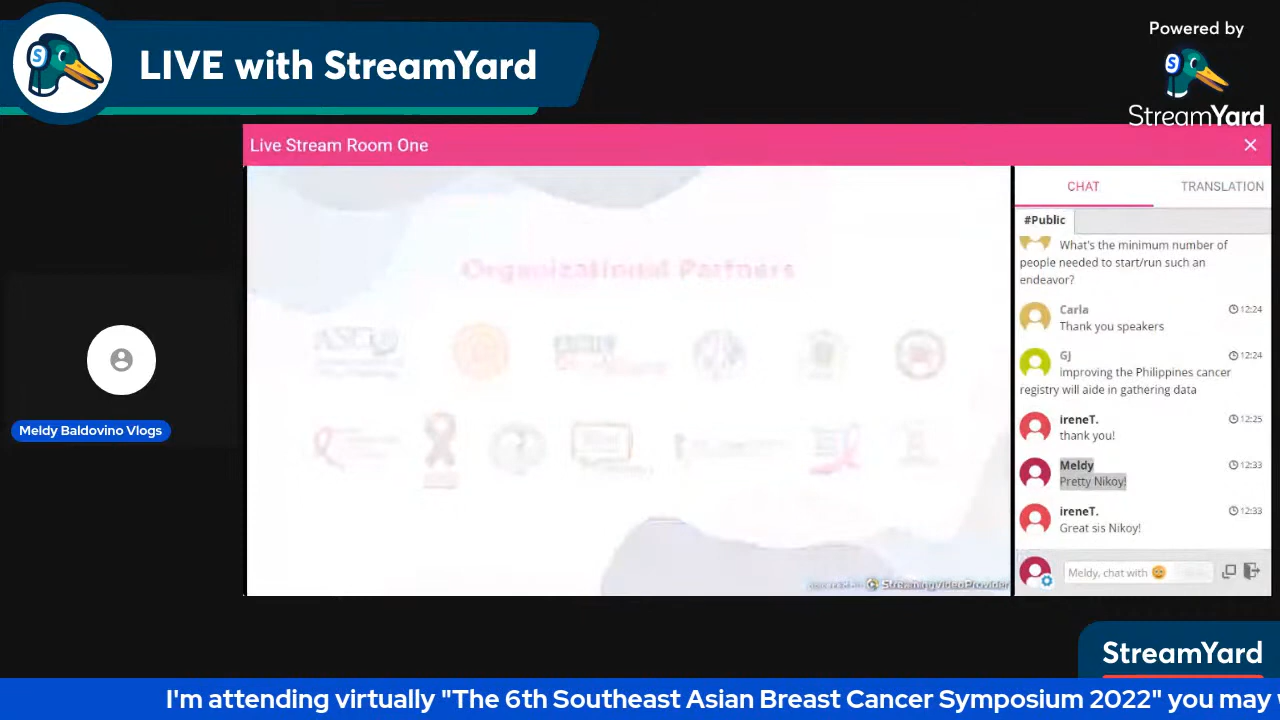 LIVE with StreamYard
Powered by
StreamYard
Live Stream Room One
CHAT
TRANSLATION
#Public
What's the minimum number of
people needed to start/run such an
endeavor?
Carla
12:24
Thank you speakers
GJ
12:24
improving the Philippines cancer
registry will aide in gathering data
ireneT.
12:25
thank you!
Meldy
12:33
Pretty Nikoy!
ireneT.
12:33
Great sis Nikoy!
Meldy, chat with
Organizational Partners
ASCO
StreamingVideoProvider
Meldy Baldovino Vlogs
StreamYard
I'm attending virtually "The 6th Southeast Asian Breast Cancer Symposium 2022" you may